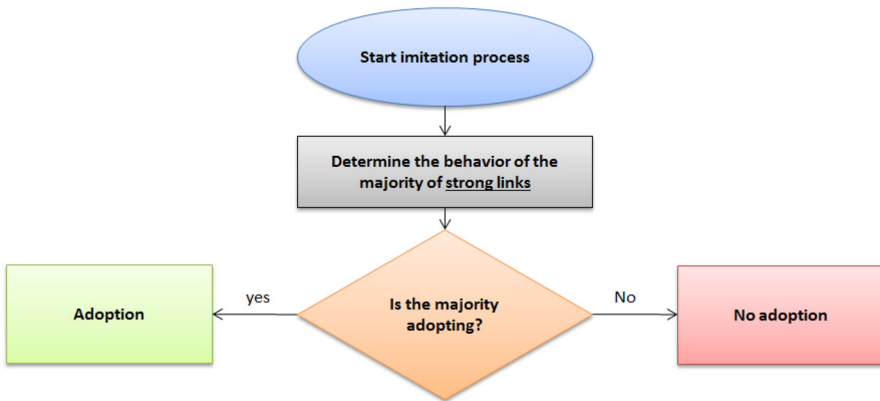 Start imitation process
Determine the behavior of the
majority of strong links
Adoption
yes
Is the majority
adopting?
No
No adoption